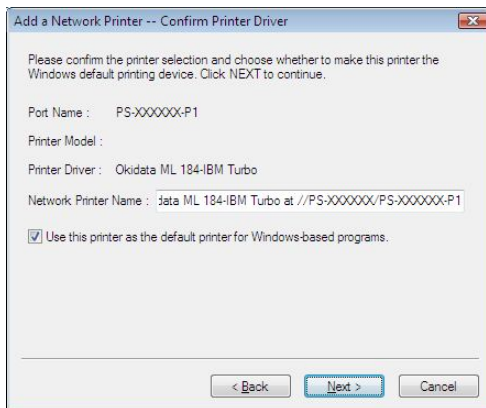 Add a Network Printer -- Confirm Printer Driver
Please confirm the printer selection and choose whether to make this printer the
Windows default printing device. Click NEXT to continue.
Port Name : PS-XXXXXX-P1
Printer Model :
Printer Driver : Okidata ML 184-IBM Turbo
Network Printer Name : data ML 184-IBM Turbo at //PS-XXXXXX/PS-XXXXXX-P1
Use this printer as the default printer for Windows-based programs.
< Back Next > Cancel